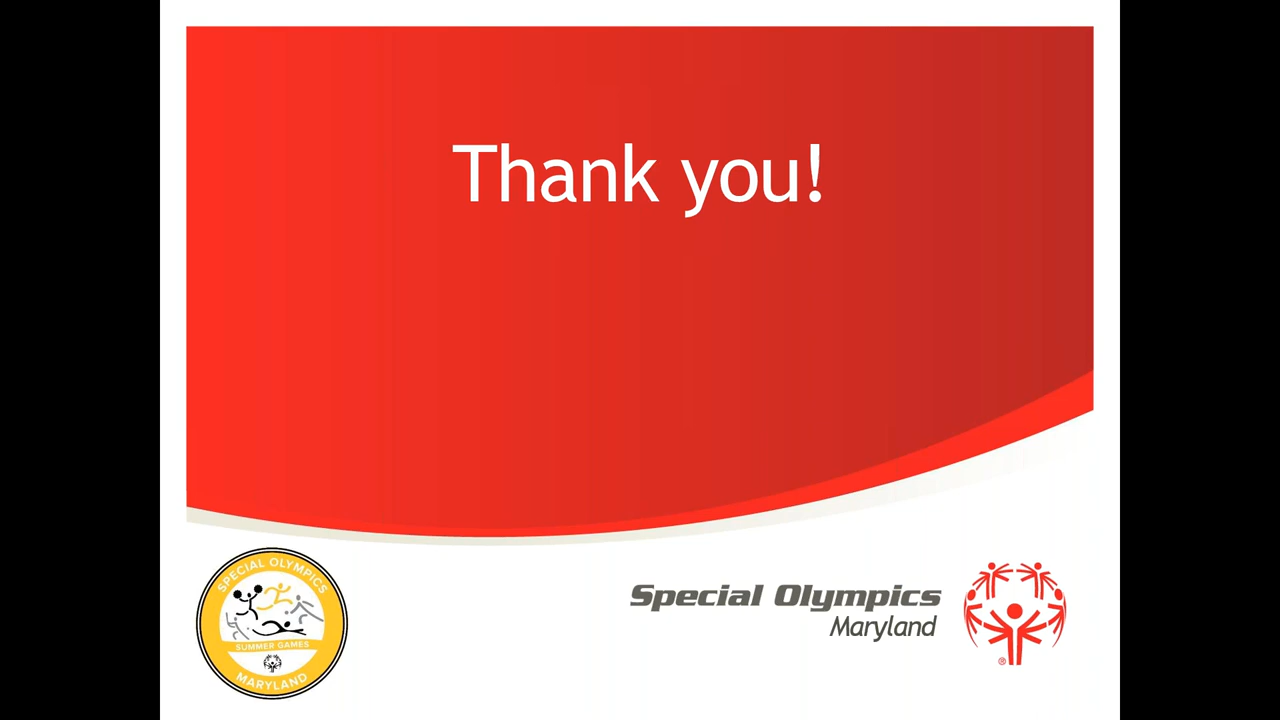 Thank you!
SPECIAL OLYMPICS
SUMMER GAMES
MARYLAND
Special Olympics
Maryland
®